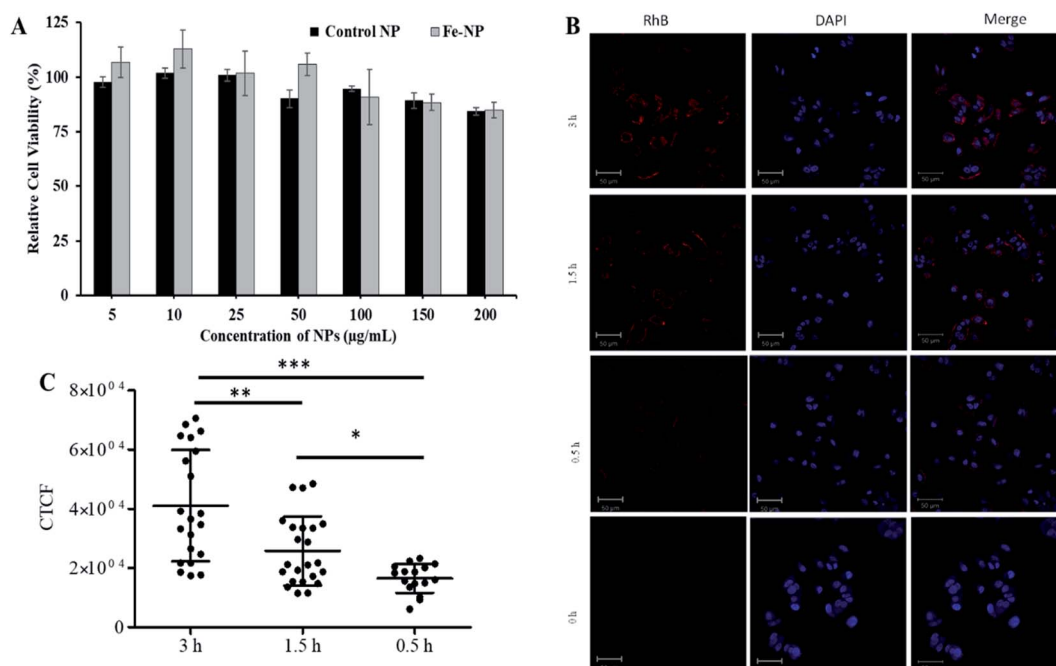 A
Relative Cell Viability (%)
125
100
75
50
25
0
Control NP
Fe-NP
5 10 25 50 100 150 200
Concentration of NPs (µg/mL)
B
RhB DAPI Merge
3 h
50 µm 50 µm 50 µm
1.5 h
50 µm 50 µm 50 µm
0.5 h
50 µm 50 µm 50 µm
0 h
C
CTCF
8×10⁰⁴
6×10⁰⁴
4×10⁰⁴
2×10⁰⁴
0
***
**
*
3 h 1.5 h 0.5 h